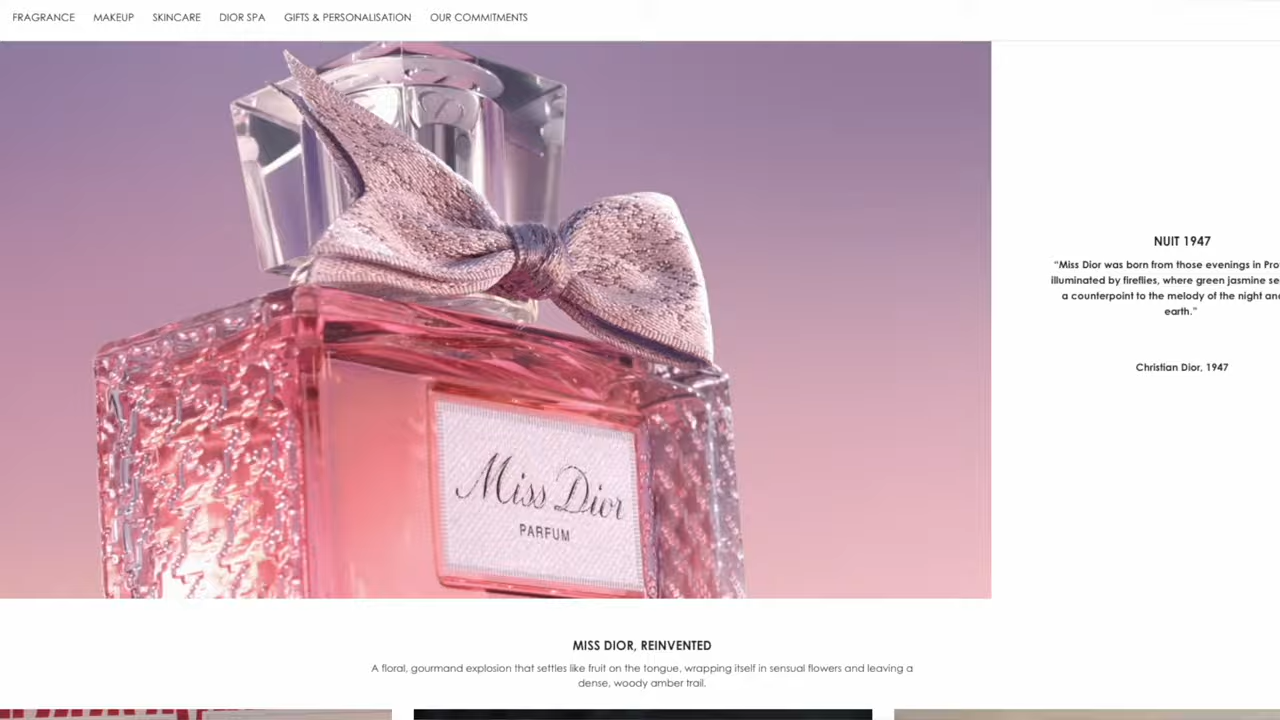 FRAGRANCE MAKEUP SKINCARE DIOR SPA GIFTS & PERSONALISATION OUR COMMITMENTS
Miss Dior
PARFUM
NUIT 1947
"Miss Dior was born from those evenings in
illuminated by fireflies, where green jasmine
a counterpoint to the melody of the night
earth."
Christian Dior, 1947
MISS DIOR, REINVENTED
A floral, gourmand explosion that settles like fruit on the tongue, wrapping itself in sensual flowers and leaving a
dense, woody amber trail.